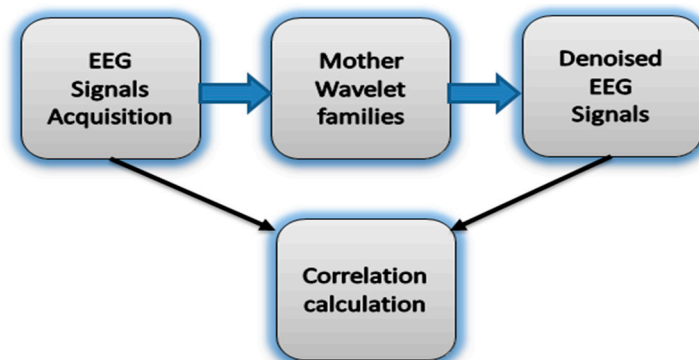 EEG
Signals
Acquisition
Mother
Wavelet
families
Denoised
EEG
Signals
Correlation
calculation